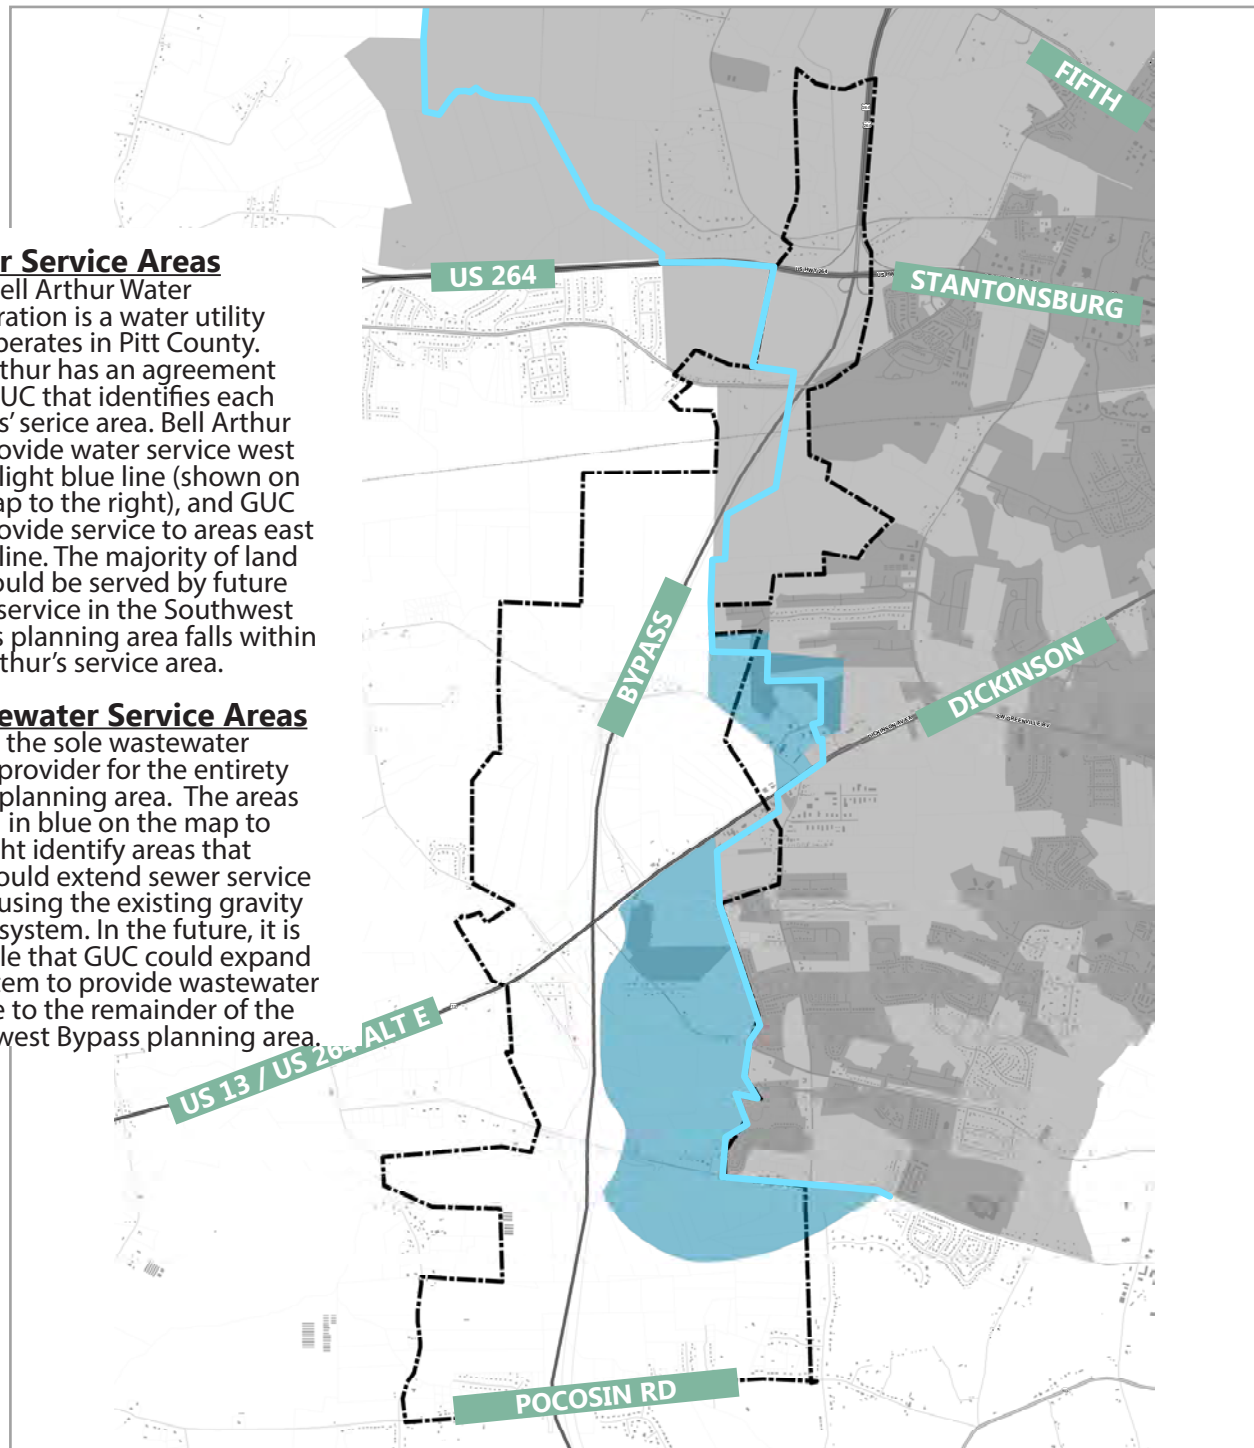 FIFTH
r Service Areas
ell Arthur Water
ration is a water utility
perates in Pitt County.
thur has an agreement
UC that identifies each
s’ serice area. Bell Arthur
ovide water service west
light blue line (shown on
ap to the right), and GUC
ovide service to areas east
line. The majority of land
ould be served by future
service in the Southwest
s planning area falls within
rthur’s service area.
ewater Service Areas
the sole wastewater
provider for the entirety
planning area. The areas
in blue on the map to
ht identify areas that
ould extend sewer service
using the existing gravity
system. In the future, it is
le that GUC could expand
tem to provide wastewater
e to the remainder of the
west Bypass planning area.
US 264
US HWY 264
STANTONSBURG
BYPASS
DICKINSON
US 13 / US 264 ALT E
POCOSIN RD